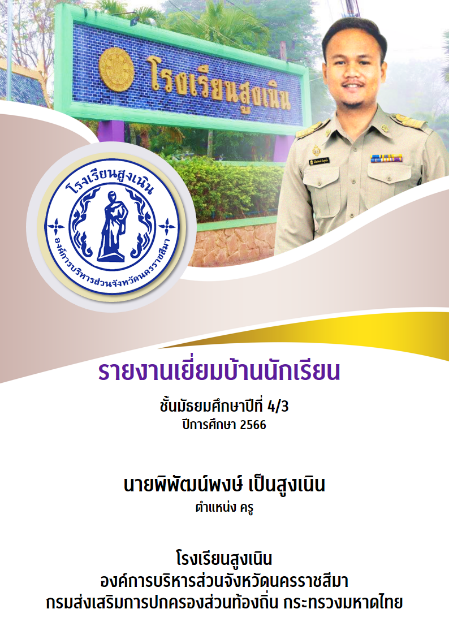 โรงเรียนสูงเนิน
โรงเรียนสูงเนิน
องค์การบริหารส่วนจังหวัดนครราชสีมา
รายงานเยี่ยมบ้านนักเรียน
ชั้นมัธยมศึกษาปีที่ 4/3
ปีการศึกษา 2566
นายพิพัฒน์พงษ์ เป็นสูงเนิน
ตำแหน่ง ครู
โรงเรียนสูงเนิน
องค์การบริหารส่วนจังหวัดนครราชสีมา
กรมส่งเสริมการปกครองส่วนท้องถิ่น กระทรวงมหาดไทย